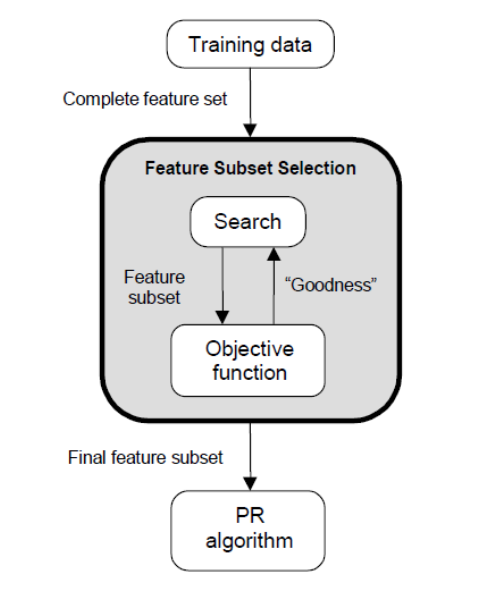 Training data
Complete feature set
Feature Subset Selection
Search
Feature
subset
“Goodness”
Objective
function
Final feature subset
PR
algorithm